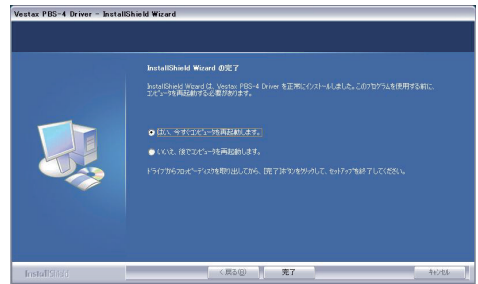 Vestax PBS-4 Driver - InstallShield Wizard
InstallShield Wizard の完了
InstallShield Wizard は、Vestax PBS-4 Driver を正常にインストールしました。このプログラムを使用する前に、
コンピュータを再起動する必要があります。
はい、今すぐコンピュータを再起動します。
いいえ、後でコンピュータを再起動します。
ドライブからフロッピーディスクを取り出してから、[完了]ボタンをクリックして、セットアップを終了してください。
InstallShield
< 戻る(B)
完了
キャンセル